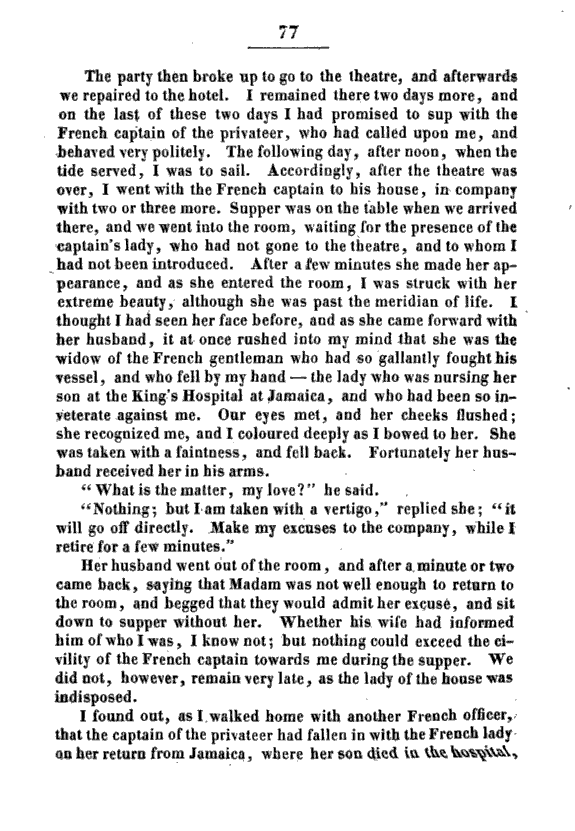 77
The party then broke up to go to the theatre, and afterwards
we repaired to the hotel. I remained there two days more, and
on the last of these two days I had promised to sup with the
French captain of the privateer, who had called upon me, and
behaved very politely. The following day, after noon, when the
tide served, I was to sail. Accordingly, after the theatre was
over, I went with the French captain to his house, in company
with two or three more. Supper was on the table when we arrived
there, and we went into the room, waiting for the presence of the
captain's lady, who had not gone to the theatre, and to whom I
had not been introduced. After a few minutes she made her ap-
pearance, and as she entered the room, I was struck with her
extreme beauty, although she was past the meridian of life. I
thought I had seen her face before, and as she came forward with
her husband, it at once rushed into my mind that she was the
widow of the French gentleman who had so gallantly fought his
vessel, and who fell by my hand — the lady who was nursing her
son at the King's Hospital at Jamaica, and who had been so in-
veterate against me. Our eyes met, and her cheeks flushed;
she recognized me, and I coloured deeply as I bowed to her. She
was taken with a faintness, and fell back. Fortunately her hus-
band received her in his arms.
“What is the matter, my love?” he said.
“Nothing; but I am taken with a vertigo,” replied she; “it
will go off directly. Make my excuses to the company, while I
retire for a few minutes.”
Her husband went out of the room, and after a minute or two
came back, saying that Madam was not well enough to return to
the room, and begged that they would admit her excuse, and sit
down to supper without her. Whether his wife had informed
him of who I was, I know not; but nothing could exceed the ci-
vility of the French captain towards me during the supper. We
did not, however, remain very late, as the lady of the house was
indisposed.
I found out, as I walked home with another French officer,
that the captain of the privateer had fallen in with the French lady
on her return from Jamaica, where her son died in the hospital,